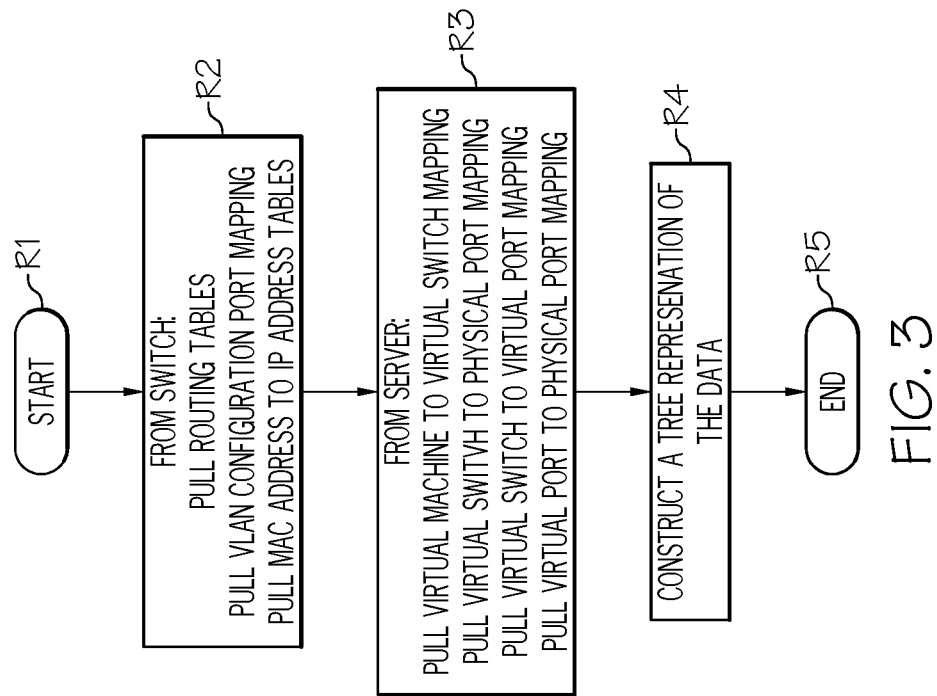 START
R1
FROM SWITCH:
PULL ROUTING TABLES
PULL VLAN CONFIGURATION PORT MAPPING
PULL MAC ADDRESS TO IP ADDRESS TABLES
R2
FROM SERVER:
PULL VIRTUAL MACHINE TO VIRTUAL SWITCH MAPPING
PULL VIRTUAL SWITVH TO PHYSICAL PORT MAPPING
PULL VIRTUAL SWITCH TO VIRTUAL PORT MAPPING
PULL VIRTUAL PORT TO PHYSICAL PORT MAPPING
R3
CONSTRUCT A TREE REPRESENATION OF
THE DATA
R4
END
R5
FIG. 3